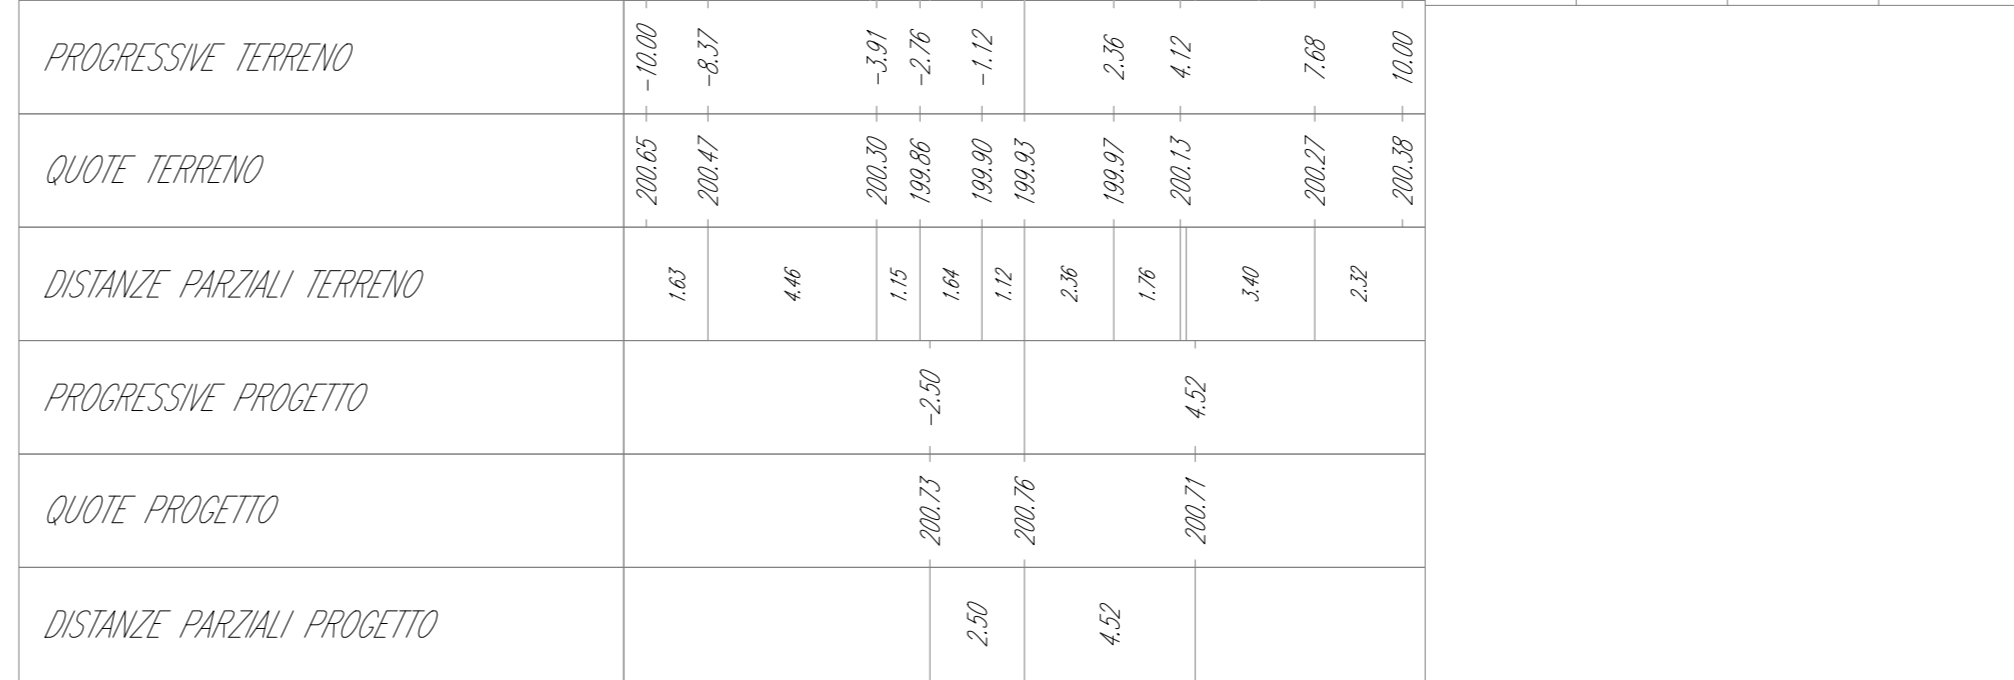 PROGRESSIVE TERRENO -10.00 -8.37 -3.91 -2.76 -1.12 2.36 4.12 7.68 10.00
QUOTE TERRENO 200.65 200.47 200.30 199.86 199.90 199.93 199.97 200.13 200.27 200.38
DISTANZE PARZIALI TERRENO 1.63 4.46 1.15 1.64 1.12 2.36 1.76 3.40 2.32
PROGRESSIVE PROGETTO -2.50 4.52
QUOTE PROGETTO 200.73 200.76 200.71
DISTANZE PARZIALI PROGETTO 2.50 4.52